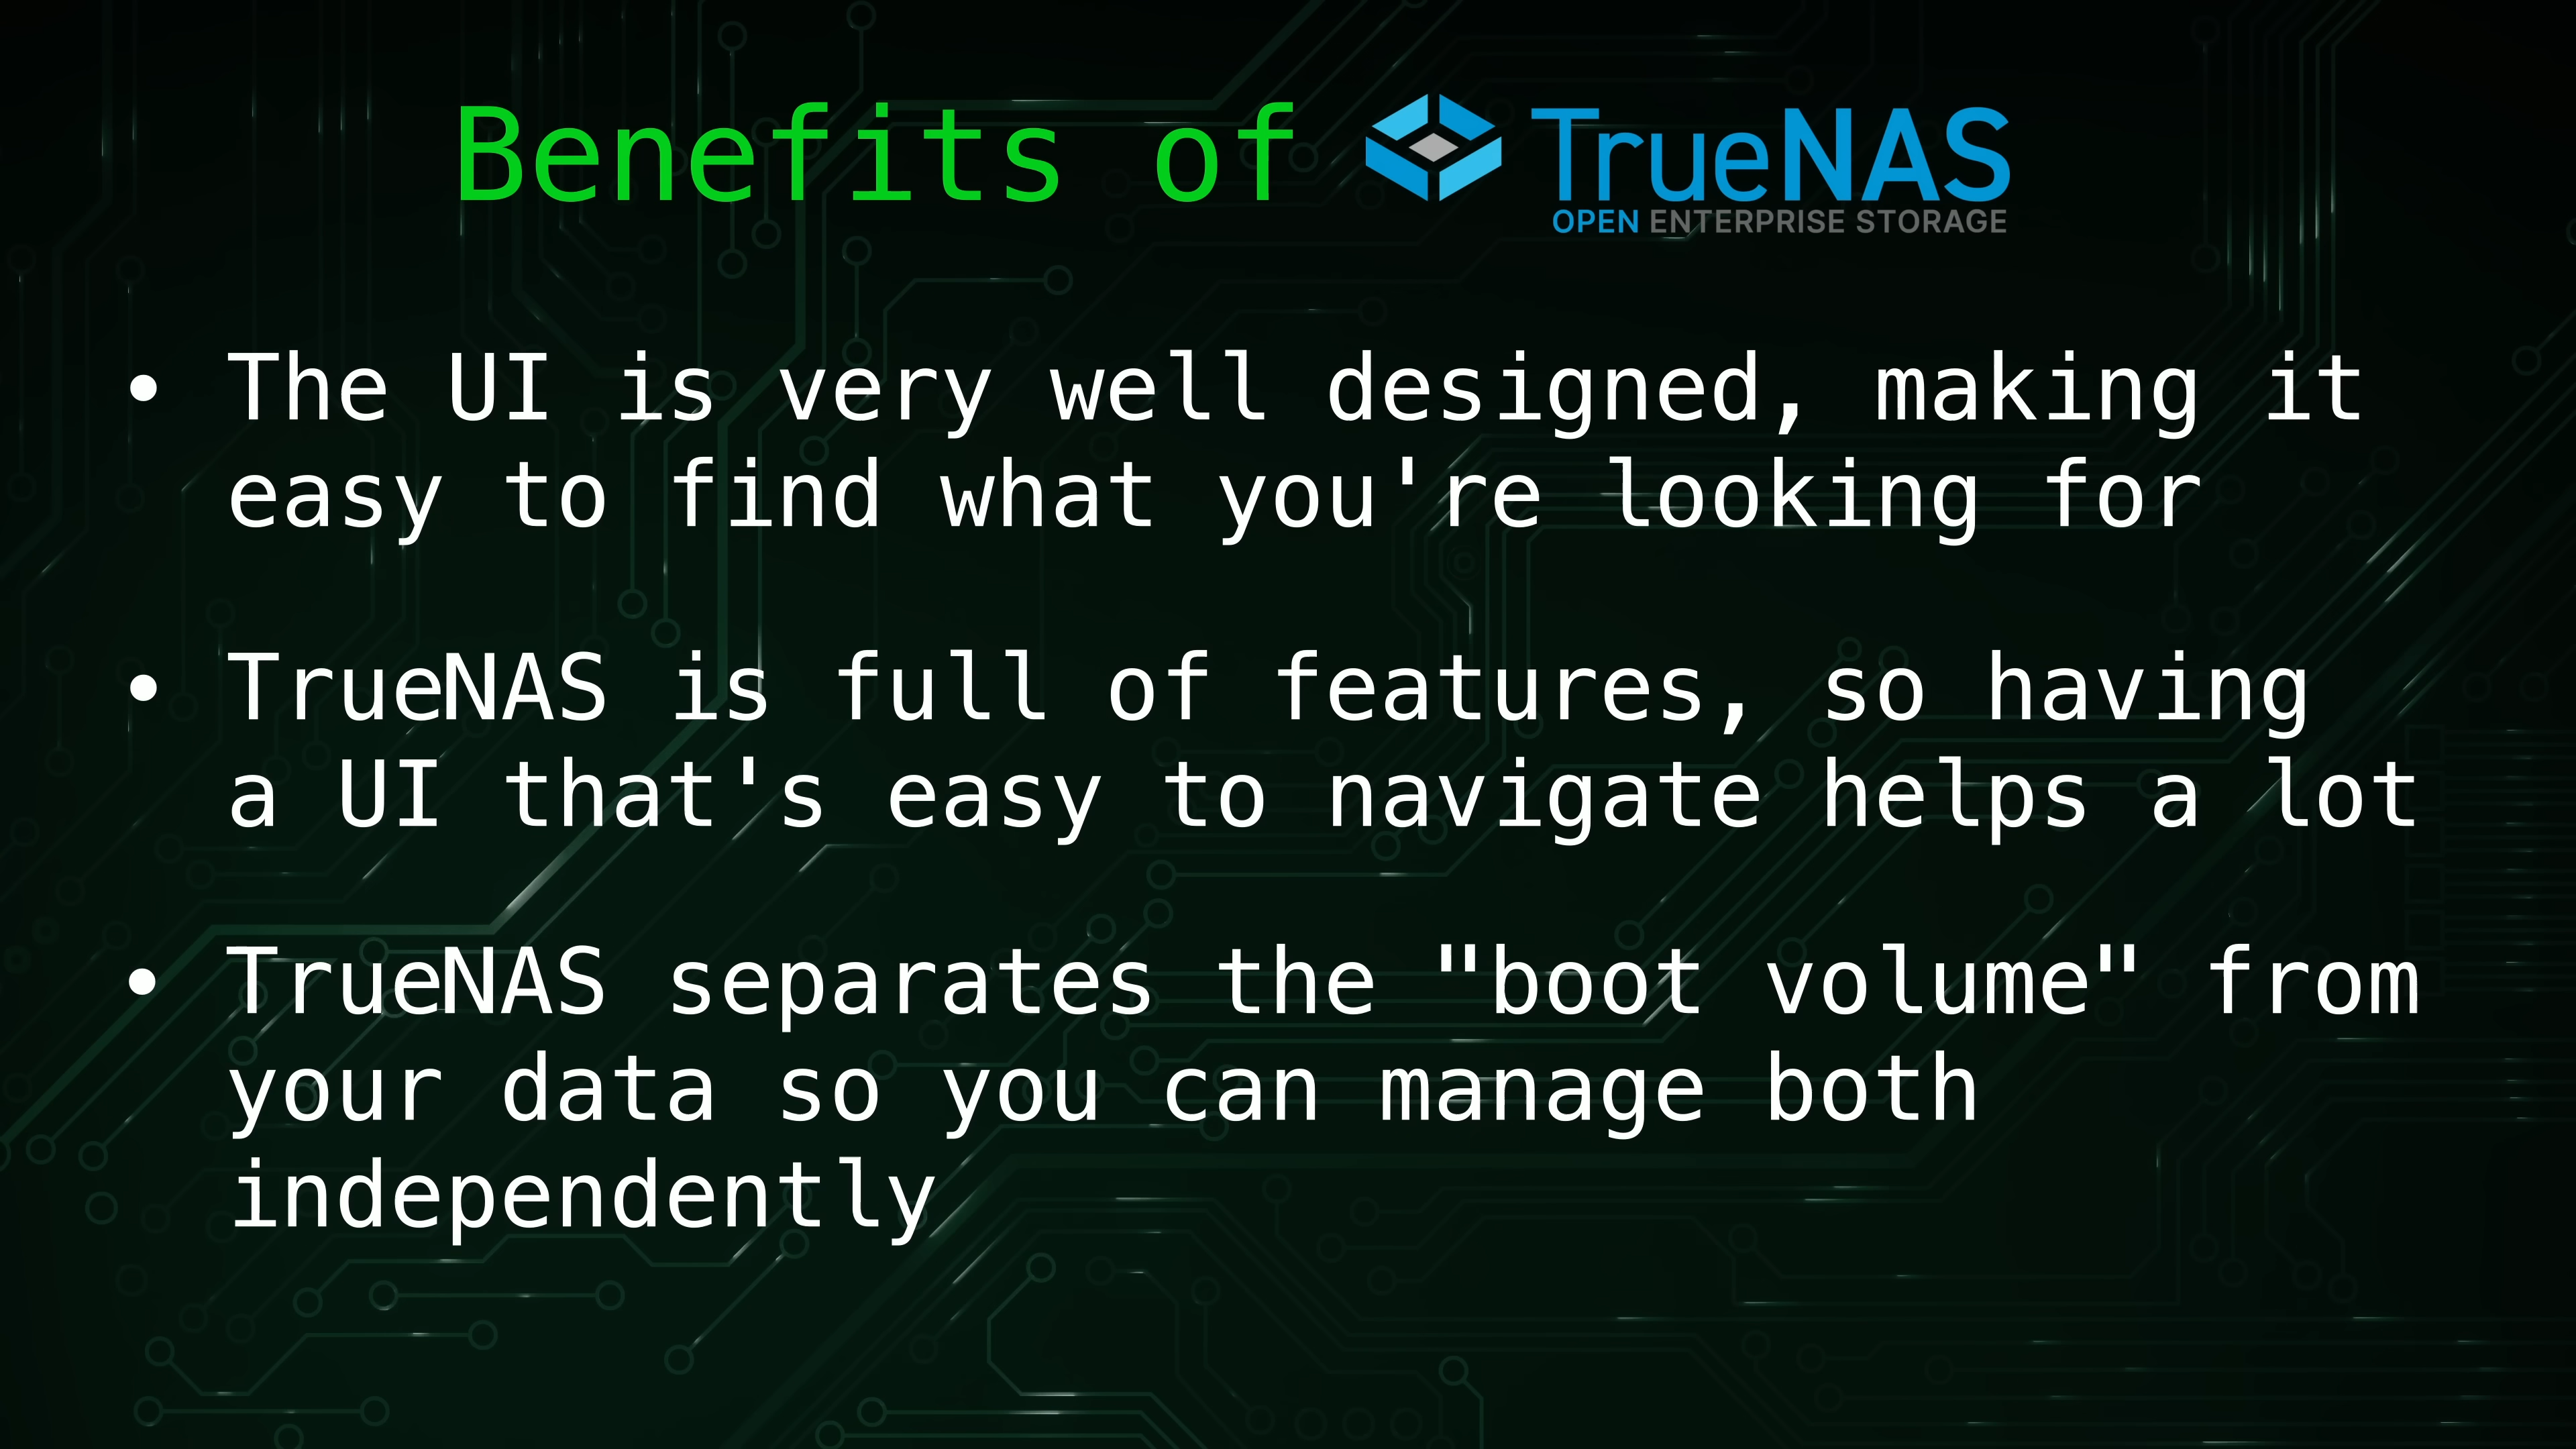 Benefits of TrueNAS
OPEN ENTERPRISE STORAGE
• The UI is very well designed, making it
easy to find what you're looking for
• TrueNAS is full of features, so having
a UI that's easy to navigate helps a lot
• TrueNAS separates the "boot volume" from
your data so you can manage both
independently